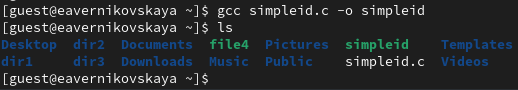 [guest@eavernikovskaya ~]$ gcc simpleid.c -o simpleid
[guest@eavernikovskaya ~]$ ls
Desktop dir2 Documents file4 Pictures simpleid Templates
dir1 dir3 Downloads Music Public simpleid.c Videos
[guest@eavernikovskaya ~]$